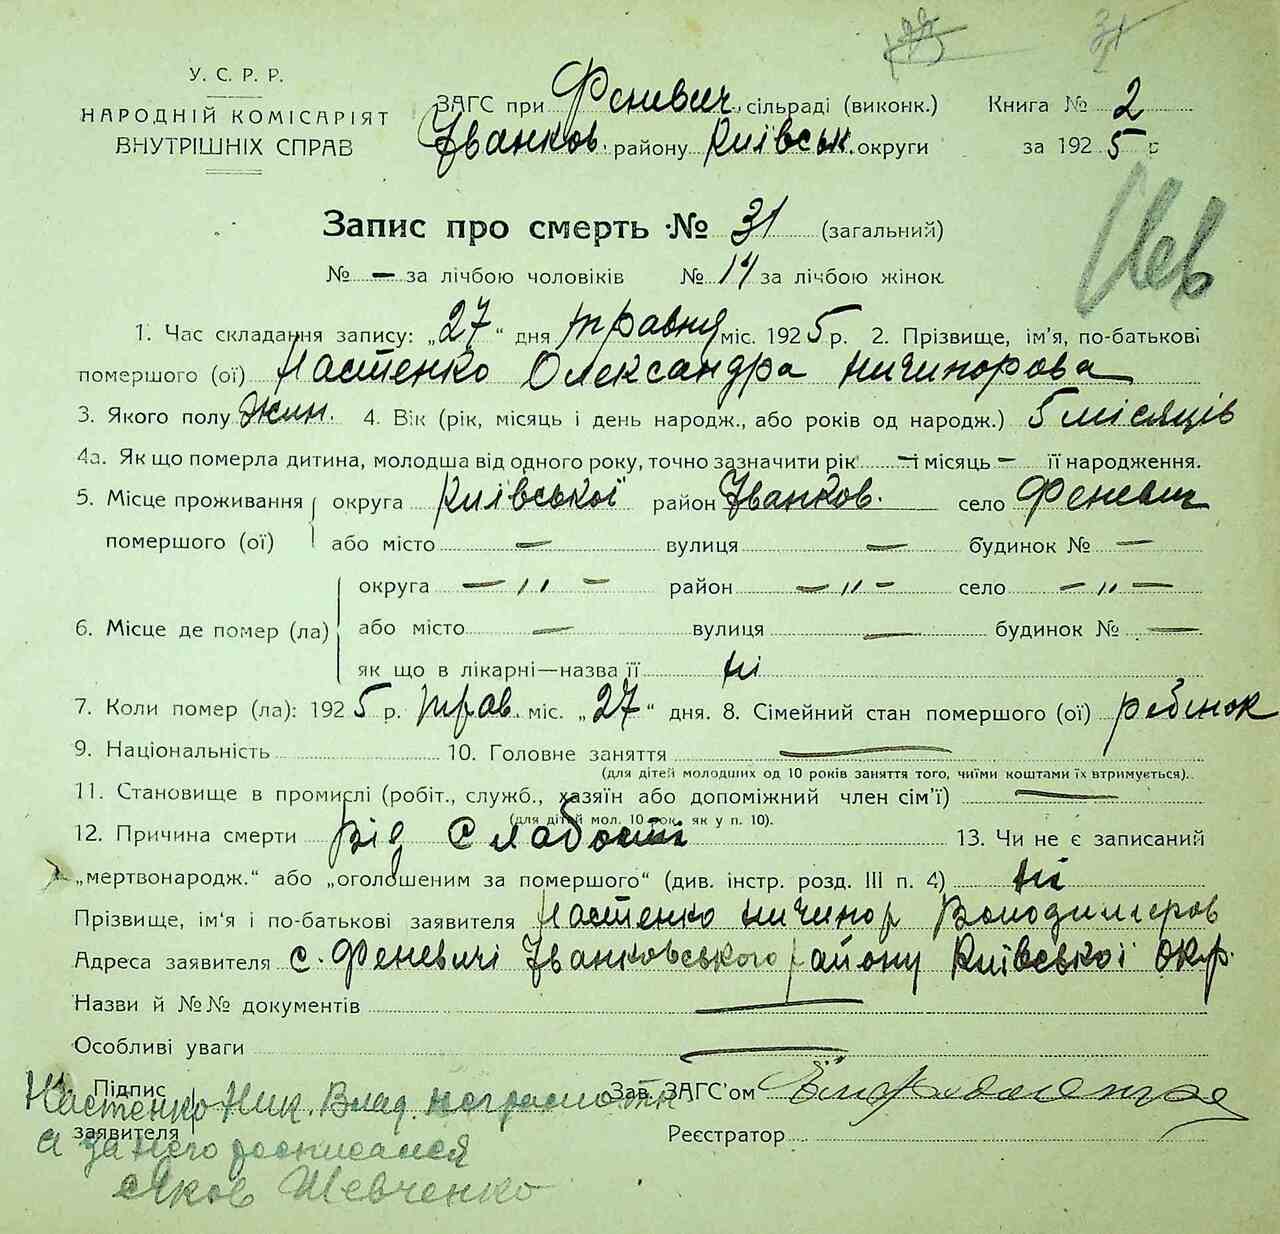 31
У. С. Р. Р.
НАРОДНІЙ КОМІСАРІЯТ
ВНУТРІШНІХ СПРАВ
ЗАГС при Феневич. сільраді (виконк.)
Іванков. району Київськ. округи
Книга № 2
за 1925 р
Запис про смерть № 31 (загальний)
№ — за лічбою чоловіків № 14 за лічбою жінок
1. Час складання запису: „27“ дня травня міс. 1925 р. 2. Прізвище, ім'я, по-батькові
помершого (ої) Настенко Олександра Ничипорова
3. Якого полу жін. 4. Вік (рік, місяць і день народж., або років од народж.) 5 місяців
4а. Як що померла дитина, молодша від одного року, точно зазначити рік — і місяць — її народження.
5. Місце проживання помершого (ої) округа Київської район Іванков. село Феневич
або місто — вулиця — будинок № —
6. Місце де помер (ла) округа — „ — район — „ — село — „ —
або місто — вулиця — будинок № —
як що в лікарні—назва її ні
7. Коли помер (ла): 1925 р. трав. міс. „27“ дня. 8. Сімейний стан помершого (ої) ребінок
9. Національність 10. Головне заняття —
(для дітей молодших од 10 років заняття того, чиїми коштами їх втримується).
11. Становище в промислі (робіт., служб., хазяїн або допоміжний член сім'ї) —
(для дітей мол. 10 рок. як у п. 10).
12. Причина смерти від слабости 13. Чи не є записаний
„мертвонародж.“ або „оголошеним за помершого“ (див. інстр. розд. III п. 4) ні
Прізвище, ім'я і по-батькові заявителя Настенко Ничипор Володимеров
Адреса заявителя с. Феневичі Іванковського району Київської окр.
Назви й №№ документів —
Особливі уваги —
Підпис заявителя Настенко Ник. Влад. неграмотн
а за него росписался
Яков Шевченко
Зав. ЗАГС'ом
Реєстратор